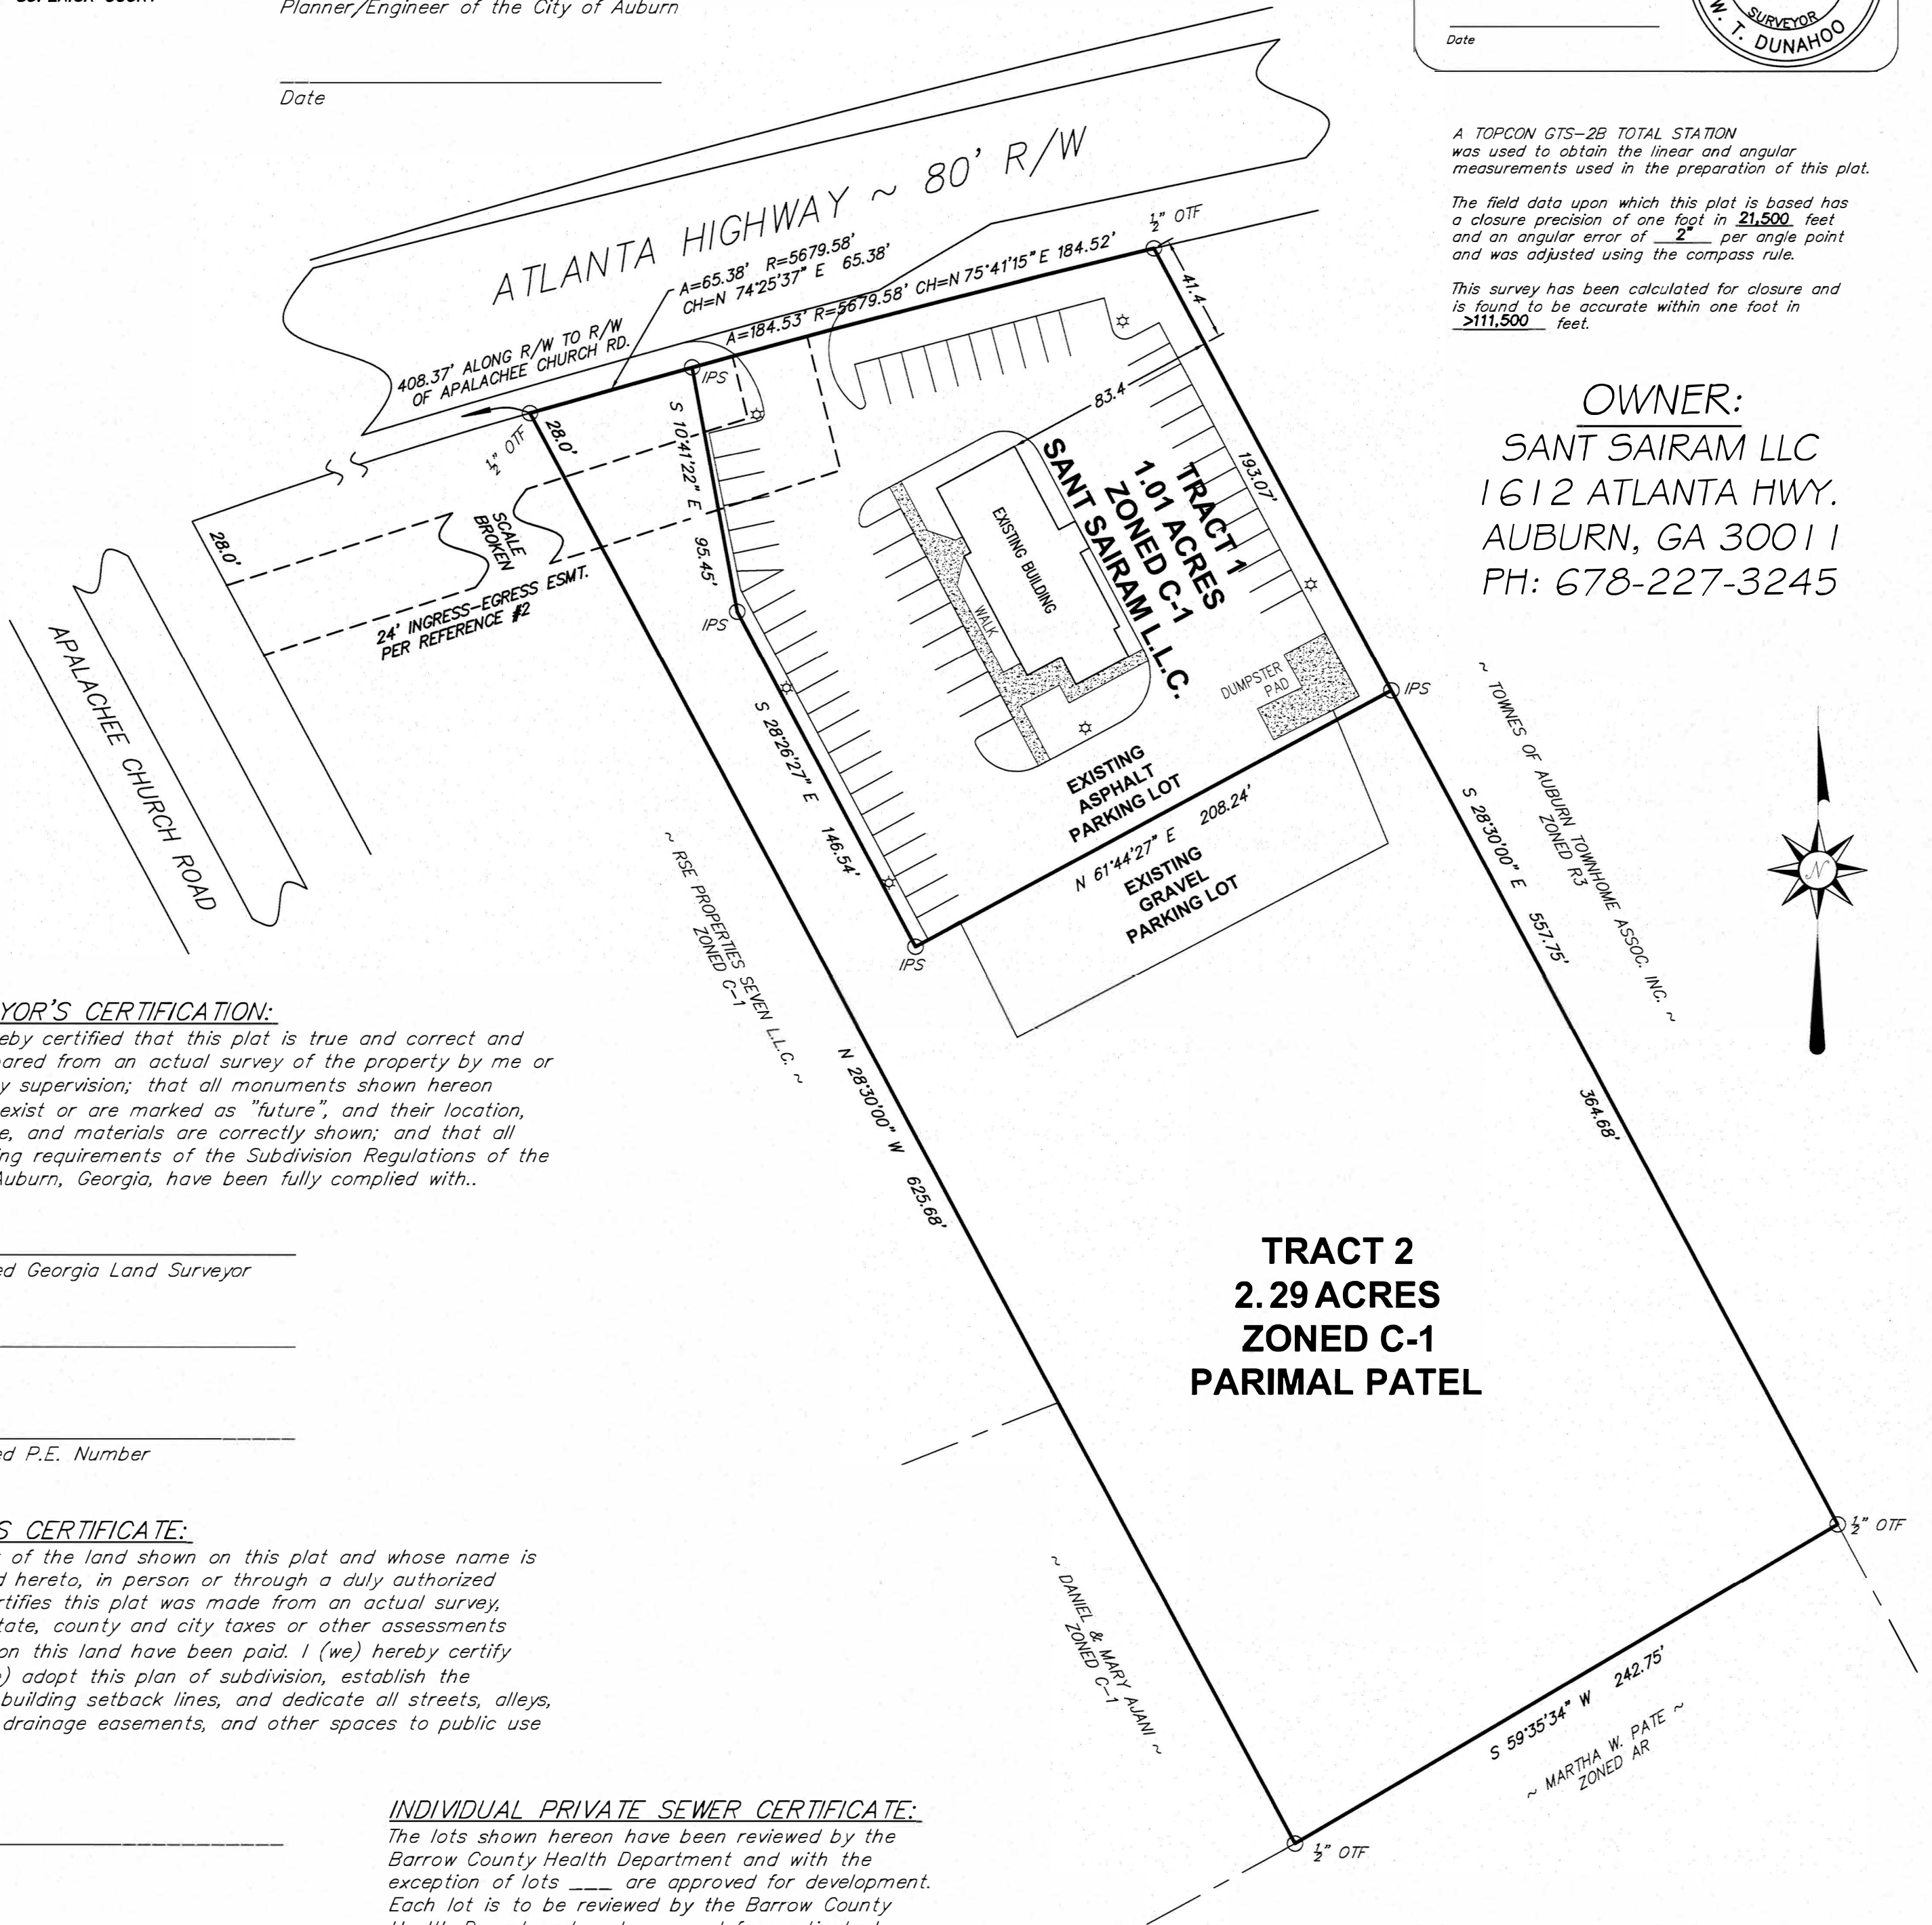 Planner/Engineer of the City of Auburn
Date
Date
SURVEYOR
W. T. DUNAHOO
A TOPCON GTS-2B TOTAL STATION
was used to obtain the linear and angular
measurements used in the preparation of this plat.
The field data upon which this plat is based has
a closure precision of one foot in 21,500 feet
and an angular error of 2" per angle point
and was adjusted using the compass rule.
This survey has been calculated for closure and
is found to be accurate within one foot in
>111,500 feet.
OWNER:
SANT SAIRAM LLC
1612 ATLANTA HWY.
AUBURN, GA 30011
PH: 678-227-3245
ATLANTA HIGHWAY ~ 80' R/W
A=65.38' R=5679.58'
CH=N 74°25'37" E 65.38'
A=184.53' R=5679.58' CH=N 75°41'15" E 184.52'
408.37' ALONG R/W TO R/W
OF APALACHEE CHURCH RD.
½" OTF
½" OTF
IPS
28.0'
28.0'
41.4
83.4
193.07'
S 10°41'22" E 95.45'
IPS
SCALE
BROKEN
24' INGRESS-EGRESS ESMT.
PER REFERENCE #2
APALACHEE CHURCH ROAD
TRACT 1
1.01 ACRES
ZONED C-1
SANT SAIRAM L.L.C.
EXISTING BUILDING
WALK
DUMPSTER
PAD
IPS
S 28°26'27" E 146.54'
EXISTING
ASPHALT
PARKING LOT
N 61°44'27" E 208.24'
EXISTING
GRAVEL
PARKING LOT
IPS
~ TOWNES OF AUBURN TOWNHOME ASSOC. INC. ~
ZONED R3
S 28°30'00" E 557.75'
364.68'
N
~ RSE PROPERTIES SEVEN L.L.C. ~
ZONED C-1
N 28°30'00" W 625.68'
TRACT 2
2.29 ACRES
ZONED C-1
PARIMAL PATEL
~ DANIEL & MARY AJANI ~
ZONED C-1
½" OTF
S 59°35'34" W 242.75'
~ MARTHA W. PATE ~
ZONED AR
½" OTF
YOR'S CERTIFICATION:
eby certified that this plat is true and correct and
ared from an actual survey of the property by me or
y supervision; that all monuments shown hereon
exist or are marked as "future", and their location,
e, and materials are correctly shown; and that all
ing requirements of the Subdivision Regulations of the
Auburn, Georgia, have been fully complied with..
ed Georgia Land Surveyor
ed P.E. Number
S CERTIFICATE:
of the land shown on this plat and whose name is
d hereto, in person or through a duly authorized
rtifies this plat was made from an actual survey,
tate, county and city taxes or other assessments
on this land have been paid. I (we) hereby certify
e) adopt this plan of subdivision, establish the
building setback lines, and dedicate all streets, alleys,
drainage easements, and other spaces to public use
INDIVIDUAL PRIVATE SEWER CERTIFICATE:
The lots shown hereon have been reviewed by the
Barrow County Health Department and with the
exception of lots ___ are approved for development.
Each lot is to be reviewed by the Barrow County